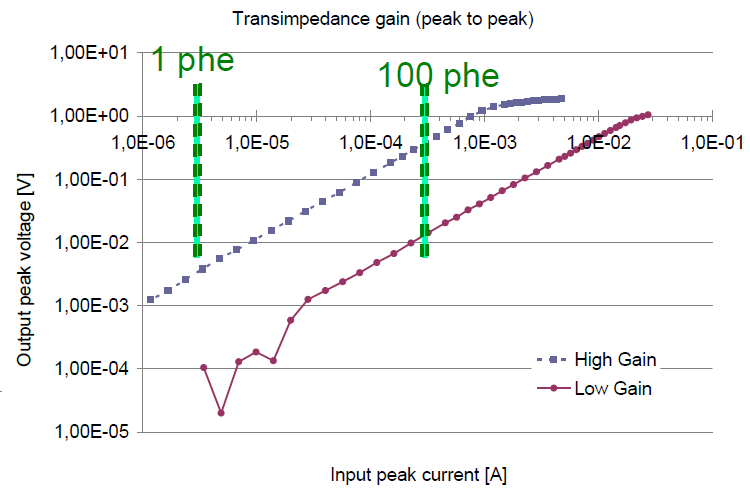 Transimpedance gain (peak to peak)
1,00E+01
1 phe
100 phe
1,00E+00
1,0E-06
1,0E-05
1,0E-04
1,0E-03
1,0E-02
1,0E-01
1,00E-01
1,00E-02
1,00E-03
1,00E-04
1,00E-05
Output peak voltage [V]
High Gain
Low Gain
Input peak current [A]